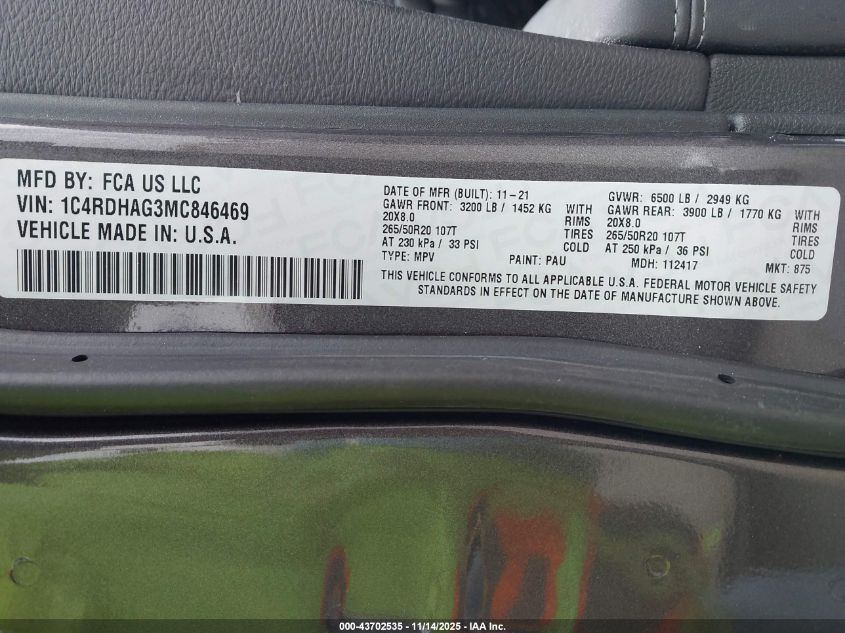 MFD BY: FCA US LLC
VIN: 1C4RDHAG3MC846469
VEHICLE MADE IN: U.S.A.
DATE OF MFR (BUILT): 11-21
GAWR FRONT: 3200 LB / 1452 KG WITH
20X8.0 RIMS
265/50R20 107T TIRES
AT 230 kPa / 33 PSI COLD
TYPE: MPV PAINT: PAU
GVWR: 6500 LB / 2949 KG
GAWR REAR: 3900 LB / 1770 KG WITH
20X8.0 RIMS
265/50R20 107T TIRES
AT 250 kPa / 36 PSI COLD
MDH: 112417 MKT: 875
THIS VEHICLE CONFORMS TO ALL APPLICABLE U.S.A. FEDERAL MOTOR VEHICLE SAFETY
STANDARDS IN EFFECT ON THE DATE OF MANUFACTURE SHOWN ABOVE.
000-43702535 - 11/14/2025 - IAA Inc.